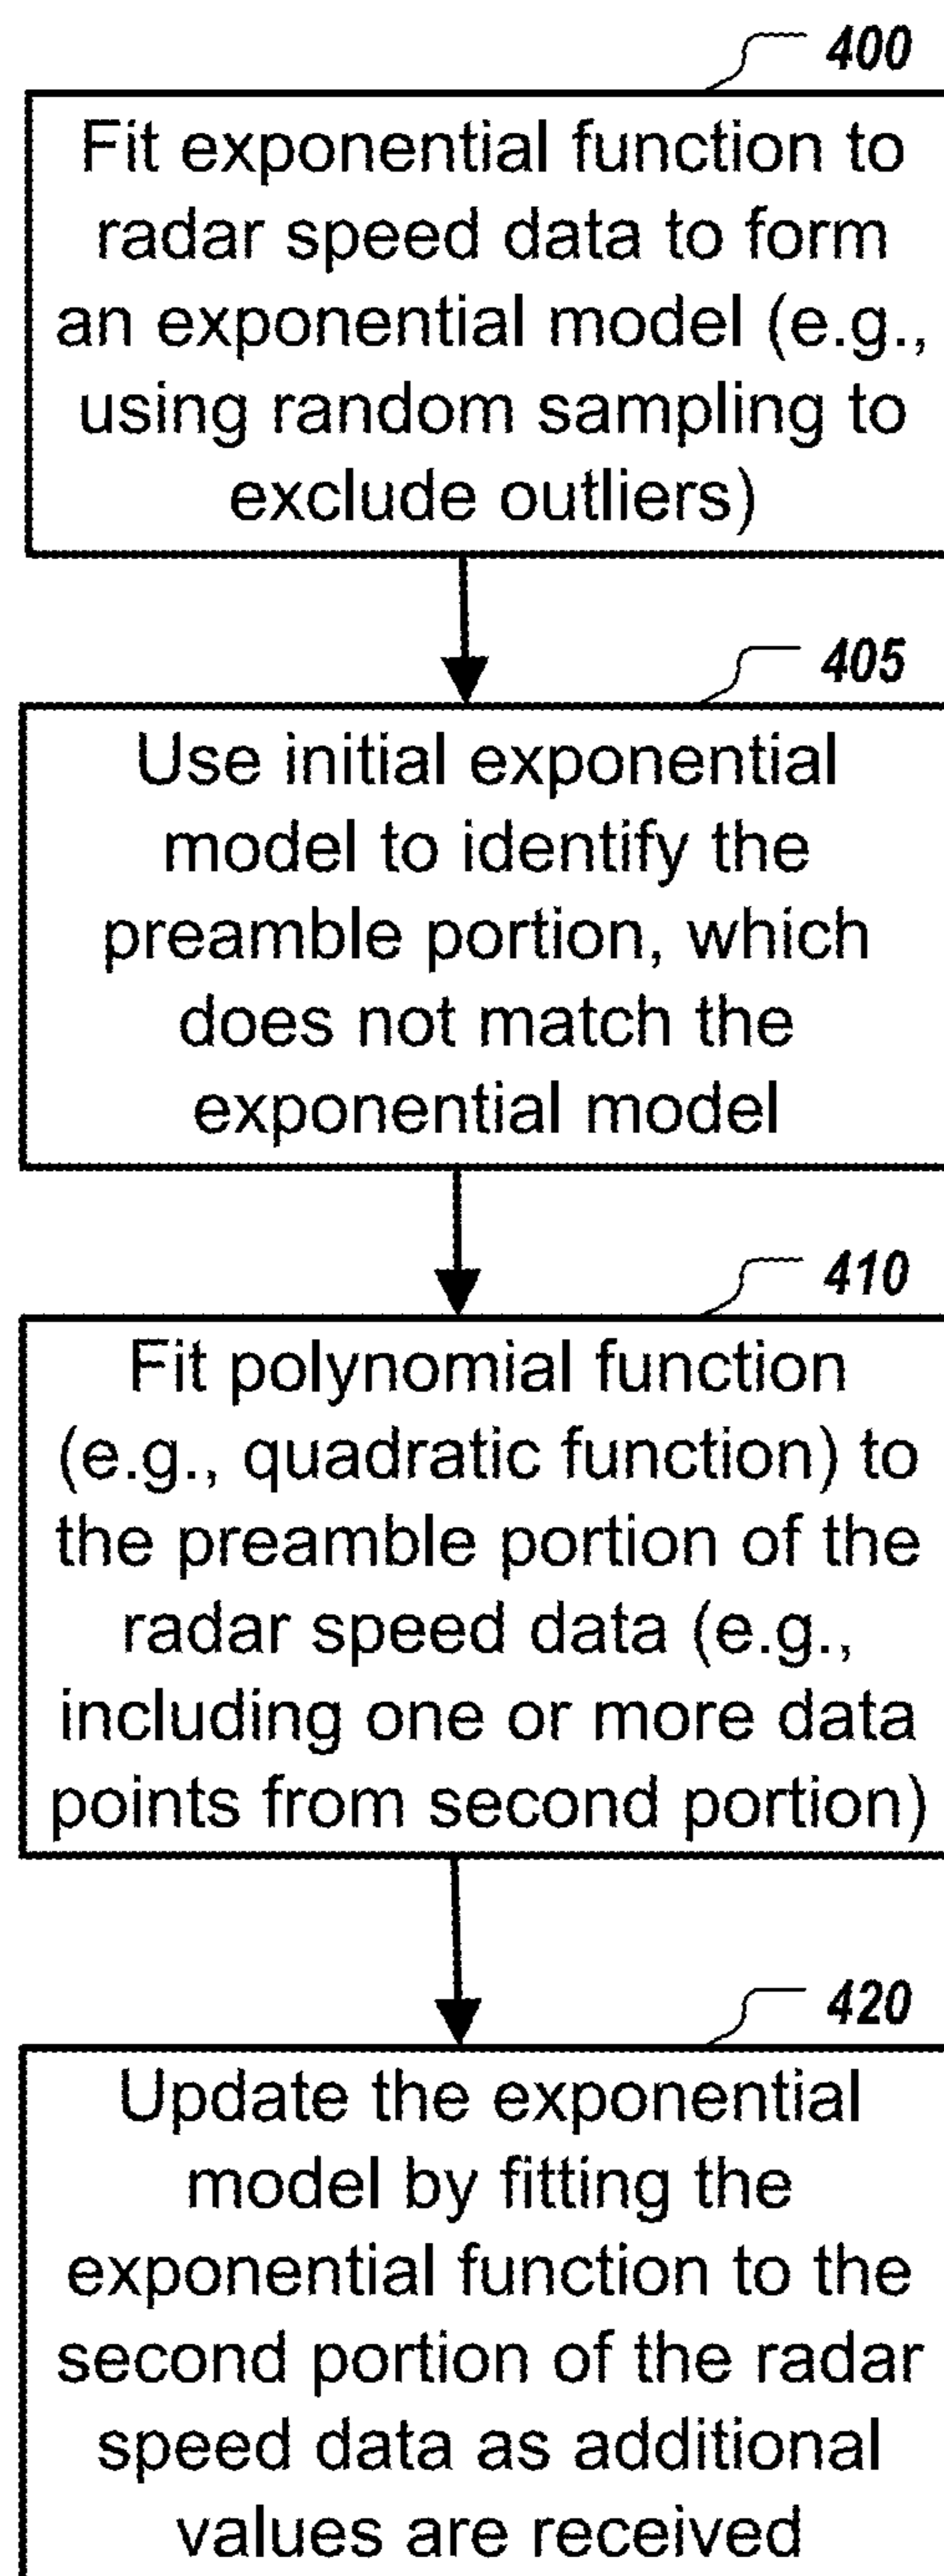 400
Fit exponential function to
radar speed data to form
an exponential model (e.g.,
using random sampling to
exclude outliers)
405
Use initial exponential
model to identify the
preamble portion, which
does not match the
exponential model
410
Fit polynomial function
(e.g., quadratic function) to
the preamble portion of the
radar speed data (e.g.,
including one or more data
points from second portion)
420
Update the exponential
model by fitting the
exponential function to the
second portion of the radar
speed data as additional
values are received